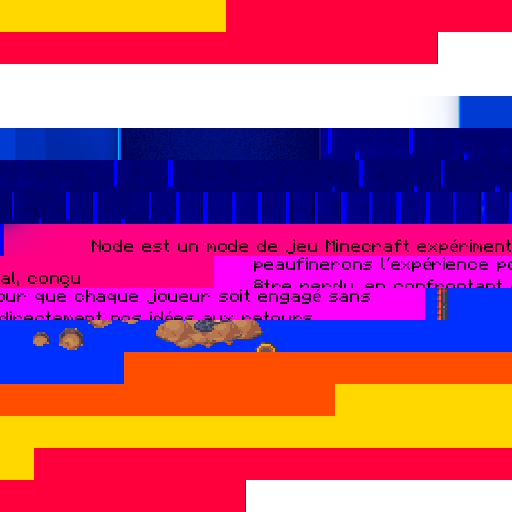 Node est un mode de jeu Minecraft expériment
al, conçu
peaufinerons l'expérience po
our que chaque joueur soit engagé sans
être perdu, en confrontant
directement nos idées aux retours